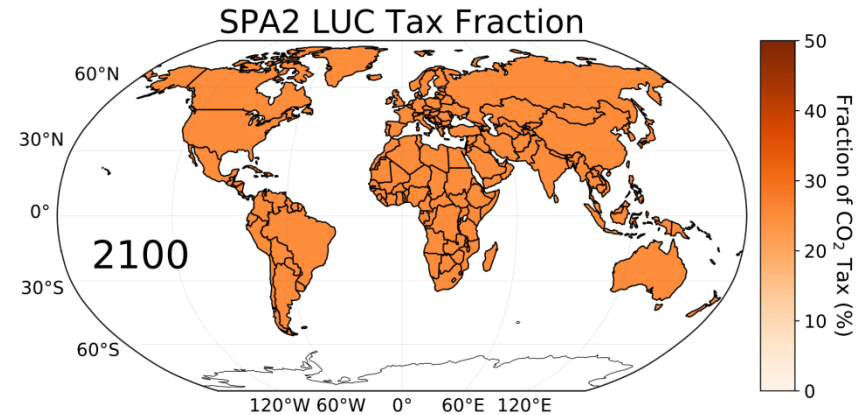 SPA2 LUC Tax Fraction
60°N
30°N
0°
30°S
60°S
2100
120°W 60°W 0° 60°E 120°E
50
40
30
20
10
0
Fraction of CO₂ Tax (%)